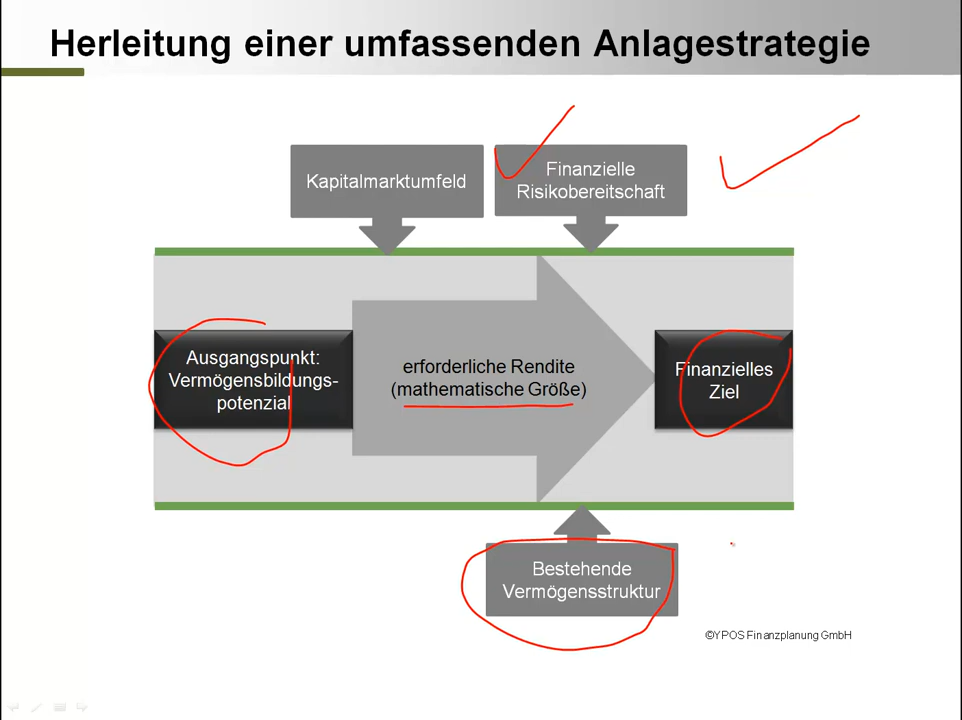 Herleitung einer umfassenden Anlagestrategie
Kapitalmarktumfeld
Finanzielle
Risikobereitschaft
Ausgangspunkt:
Vermögensbildungs-
potenzial
erforderliche Rendite
(mathematische Größe)
Finanzielles
Ziel
Bestehende
Vermögensstruktur
©YPOS Finanzplanung GmbH